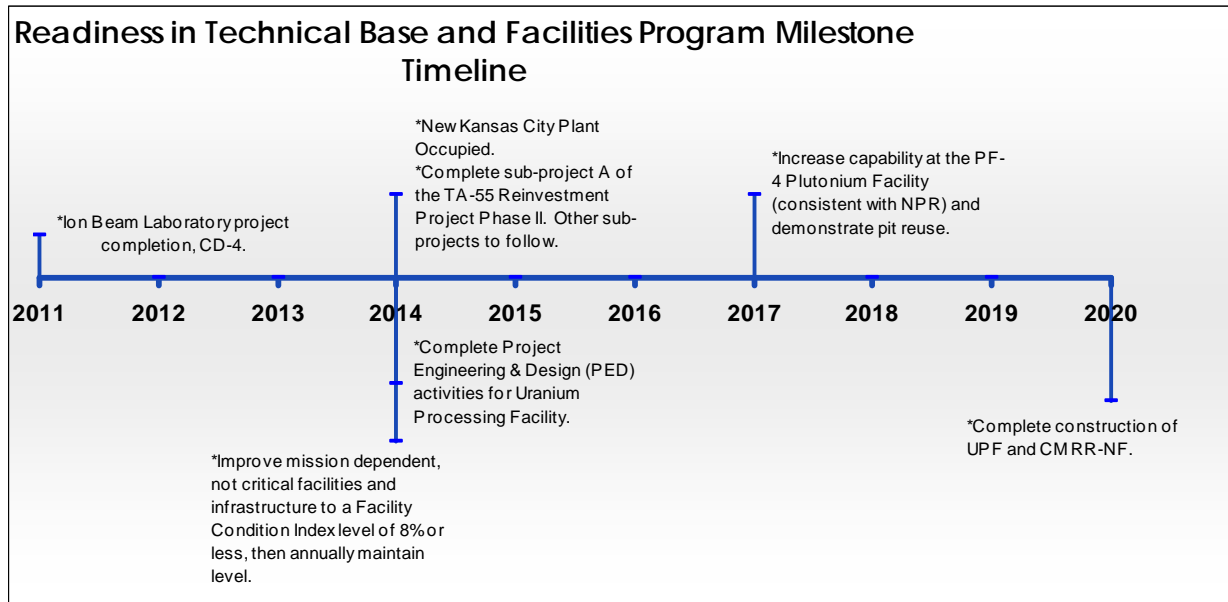 Readiness in Technical Base and Facilities Program Milestone
Timeline
*New Kansas City Plant
Occupied.
*Complete sub-project A of
the TA-55 Reinvestment
Project Phase II. Other sub-
projects to follow.
*Increase capability at the PF-
4 Plutonium Facility
(consistent with NPR) and
demonstrate pit reuse.
*Ion Beam Laboratory project
completion, CD-4.
2011 2012 2013 2014 2015 2016 2017 2018 2019 2020
*Complete Project
Engineering & Design (PED)
activities for Uranium
Processing Facility.
*Complete construction of
UPF and CMRR-NF.
*Improve mission dependent,
not critical facilities and
infrastructure to a Facility
Condition Index level of 8% or
less, then annually maintain
level.